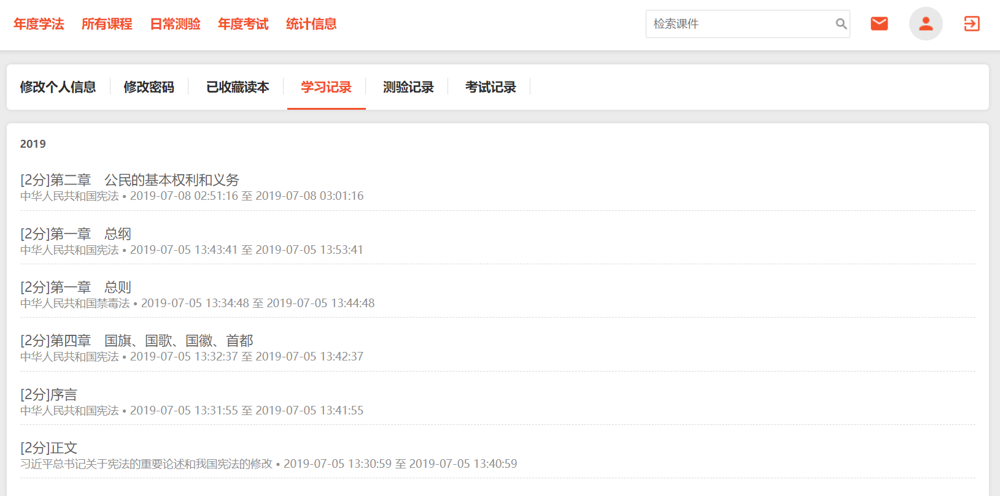 年度学法 所有课程 日常测验 年度考试 统计信息 检索课件
修改个人信息 修改密码 已收藏读本 学习记录 测验记录 考试记录
2019
[2分]第二章　公民的基本权利和义务
中华人民共和国宪法 • 2019-07-08 02:51:16 至 2019-07-08 03:01:16
[2分]第一章　总纲
中华人民共和国宪法 • 2019-07-05 13:43:41 至 2019-07-05 13:53:41
[2分]第一章　总则
中华人民共和国禁毒法 • 2019-07-05 13:34:48 至 2019-07-05 13:44:48
[2分]第四章　国旗、国歌、国徽、首都
中华人民共和国宪法 • 2019-07-05 13:32:37 至 2019-07-05 13:42:37
[2分]序言
中华人民共和国宪法 • 2019-07-05 13:31:55 至 2019-07-05 13:41:55
[2分]正文
习近平总书记关于宪法的重要论述和我国宪法的修改 • 2019-07-05 13:30:59 至 2019-07-05 13:40:59